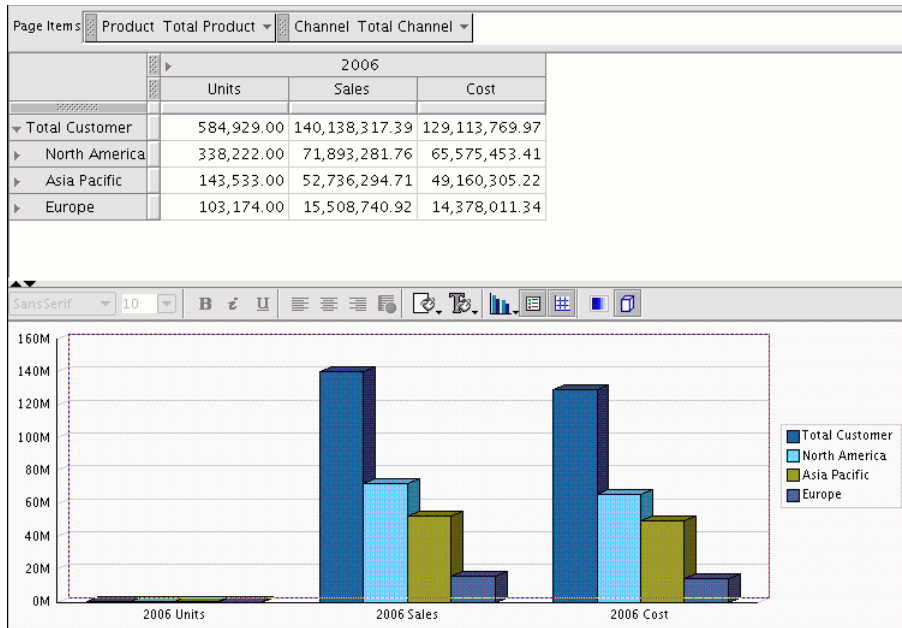 Page Items Product Total Product Channel Total Channel
2006
Units Sales Cost
Total Customer 584,929.00 140,138,317.39 129,113,769.97
North America 338,222.00 71,893,281.76 65,575,453.41
Asia Pacific 143,533.00 52,736,294.71 49,160,305.22
Europe 103,174.00 15,508,740.92 14,378,011.34
SansSerif 10 B i U
160M
140M
120M
100M
80M
60M
40M
20M
0M
2006 Units 2006 Sales 2006 Cost
Total Customer
North America
Asia Pacific
Europe